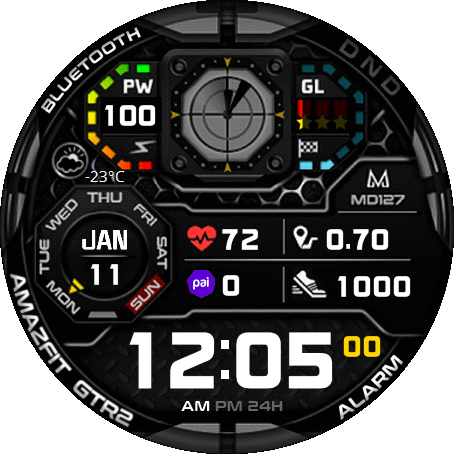 BLUETOOTH
DND
PW
100
GL
-23°C
MD127
THU
WED
FRI
TUE
SAT
MON
SUN
JAN
11
72
0.70
pai
0
1000
12:05 00
AM PM 24H
AMAZFIT GTR2
ALARM